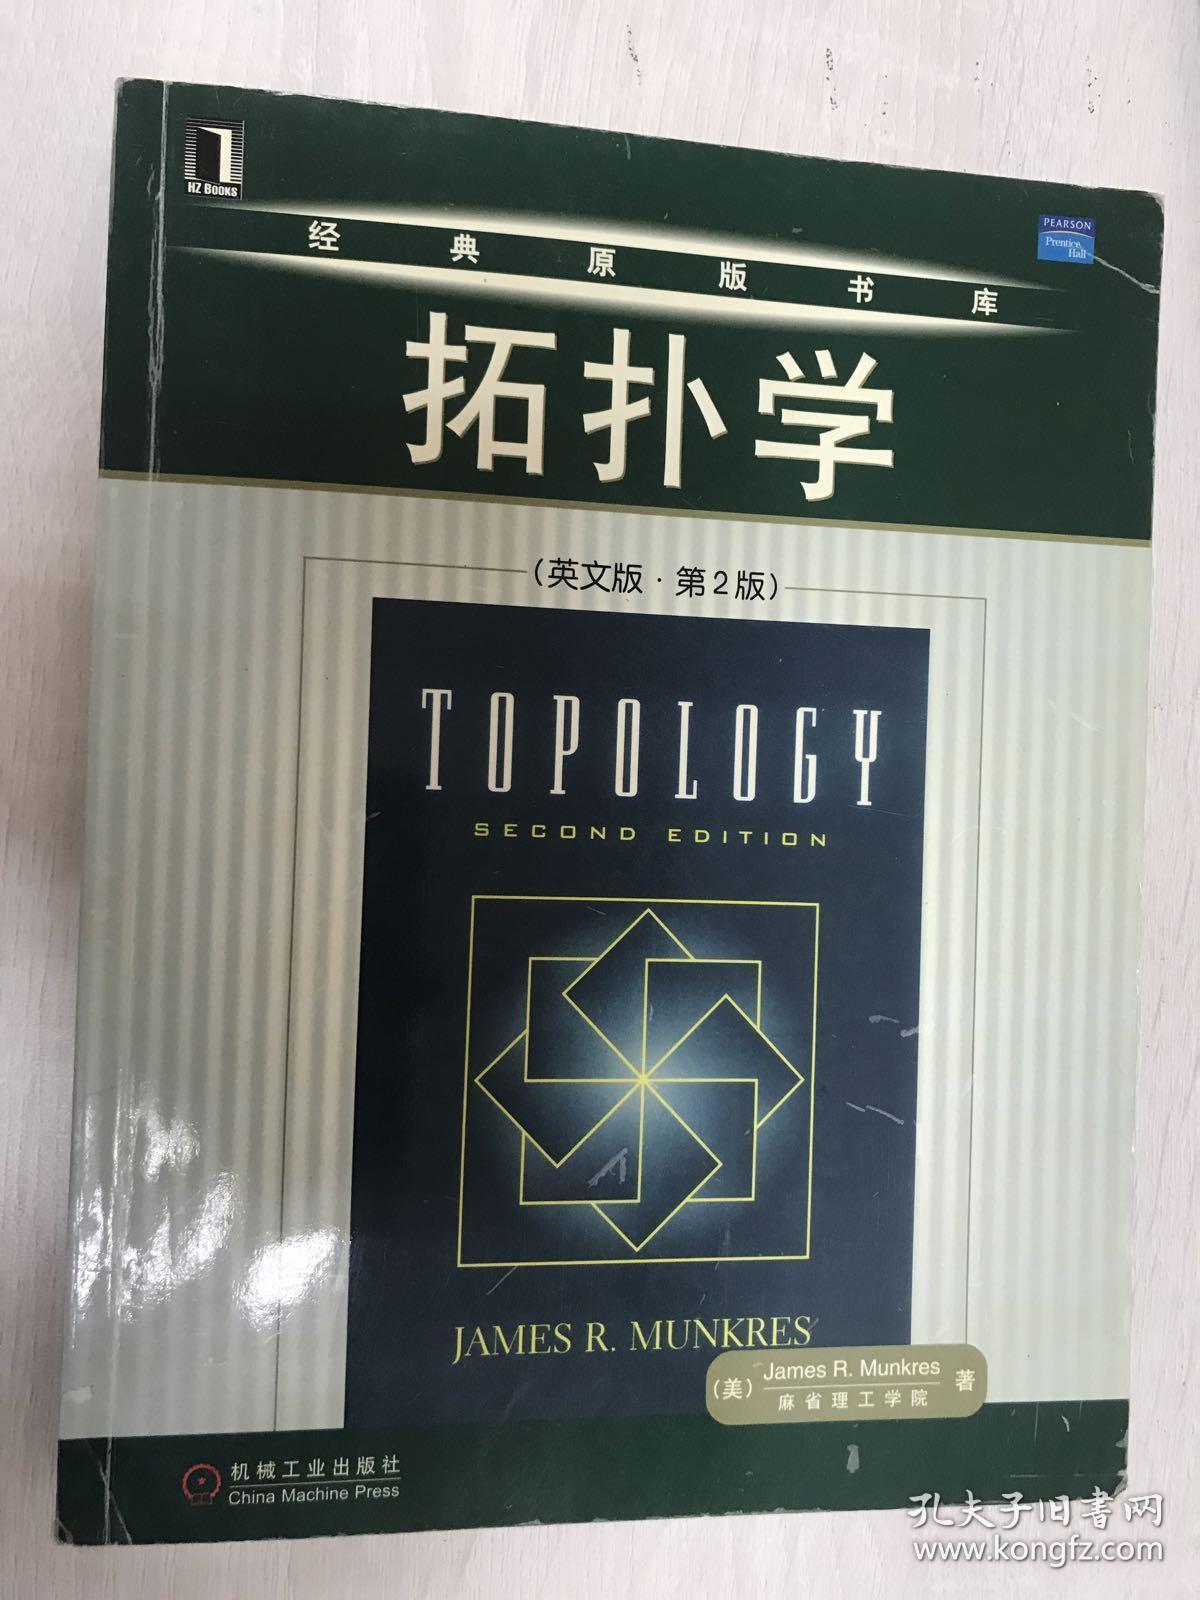 HZ BOOKS
PEARSON
Prentice
Hall
经典原版书库
拓扑学
(英文版·第2版)
TOPOLOGY
SECOND EDITION
JAMES R. MUNKRES
(美) James R. Munkres 著
麻省理工学院
机械工业出版社
China Machine Press
孔夫子旧書网
www.kongfz.com